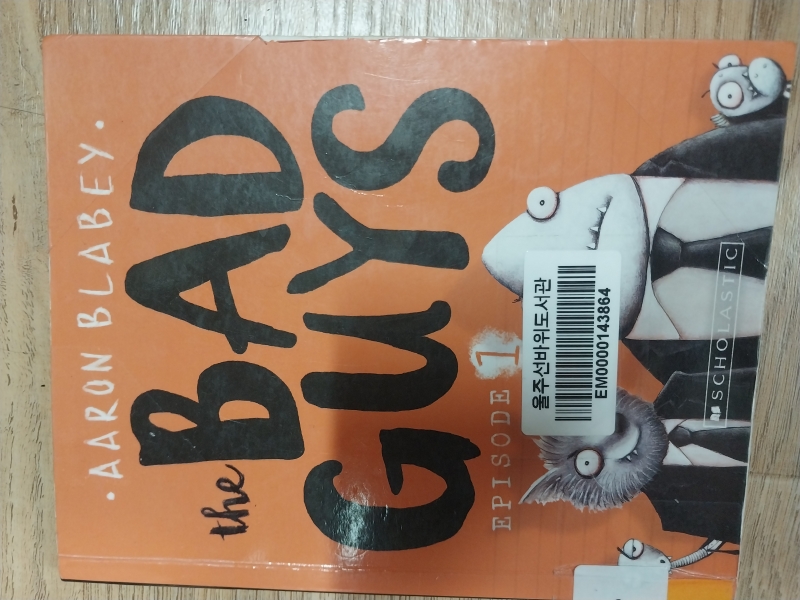 • AARON BLABEY •
the BAD
GUYS
EPISODE 1
울주선바위도서관
EM0000143864
SCHOLASTIC